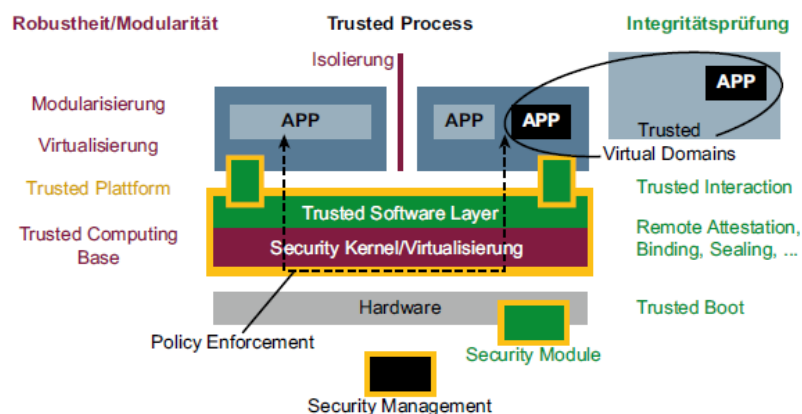 Robustheit/Modularität
Trusted Process
Integritätsprüfung
Isolierung
Modularisierung
APP
APP
APP
APP
Virtualisierung
Trusted
Virtual Domains
Trusted Plattform
Trusted Interaction
Trusted Software Layer
Trusted Computing
Base
Security Kernel/Virtualisierung
Remote Attestation,
Binding, Sealing, ...
Hardware
Trusted Boot
Policy Enforcement
Security Module
Security Management